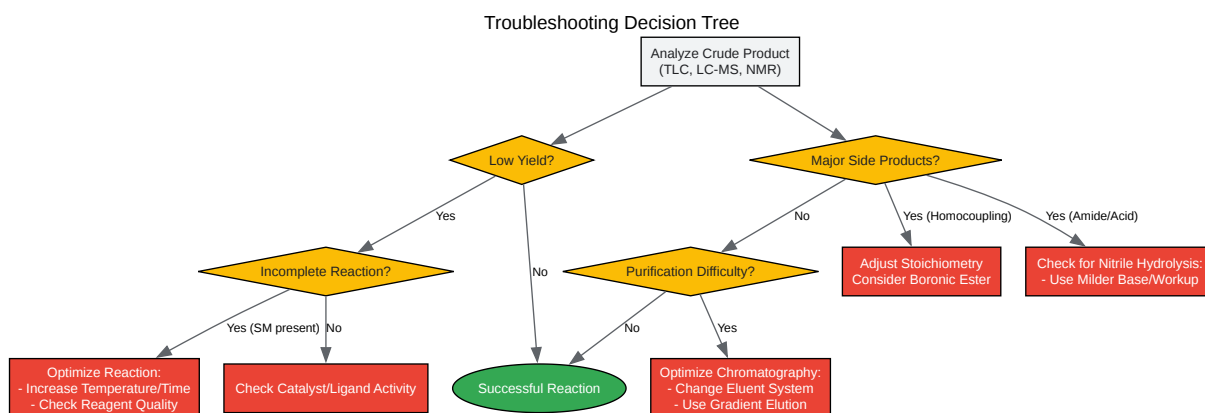 Troubleshooting Decision Tree
Analyze Crude Product
(TLC, LC-MS, NMR)
Low Yield?
Major Side Products?
Yes
No
Yes (Homocoupling)
Yes (Amide/Acid)
Incomplete Reaction?
No
Purification Difficulty?
Adjust Stoichiometry
Consider Boronic Ester
Check for Nitrile Hydrolysis:
- Use Milder Base/Workup
Yes (SM present)
No
No
Yes
Optimize Reaction:
- Increase Temperature/Time
- Check Reagent Quality
Check Catalyst/Ligand Activity
Successful Reaction
Optimize Chromatography:
- Change Eluent System
- Use Gradient Elution